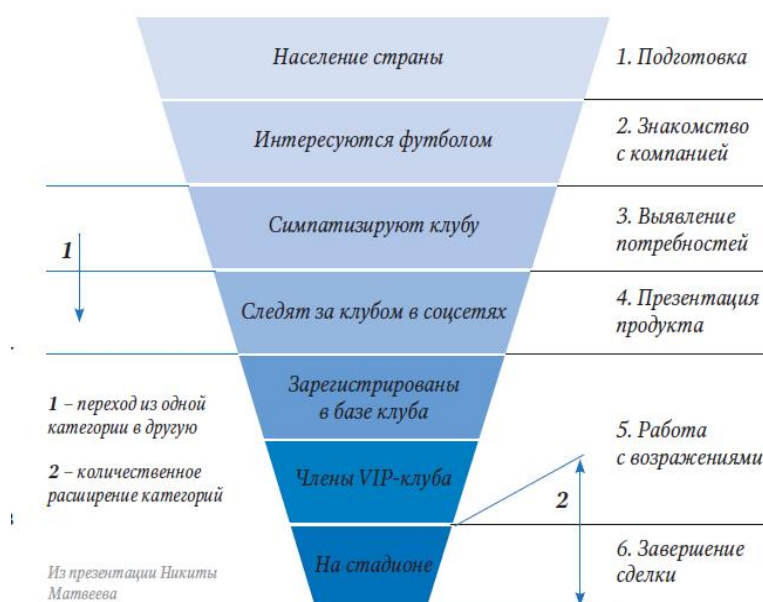 Население страны
1. Подготовка
Интересуются футболом
2. Знакомство
с компанией
Симпатизируют клубу
3. Выявление
потребностей
1
Следят за клубом в соцсетях
4. Презентация
продукта
Зарегистрированы
в базе клуба
1 – переход из одной
категории в другую
2 – количественное
расширение категорий
Члены VIP-клуба
5. Работа
с возражениями
2
На стадионе
6. Завершение
сделки
Из презентации Никиты
Матвеева